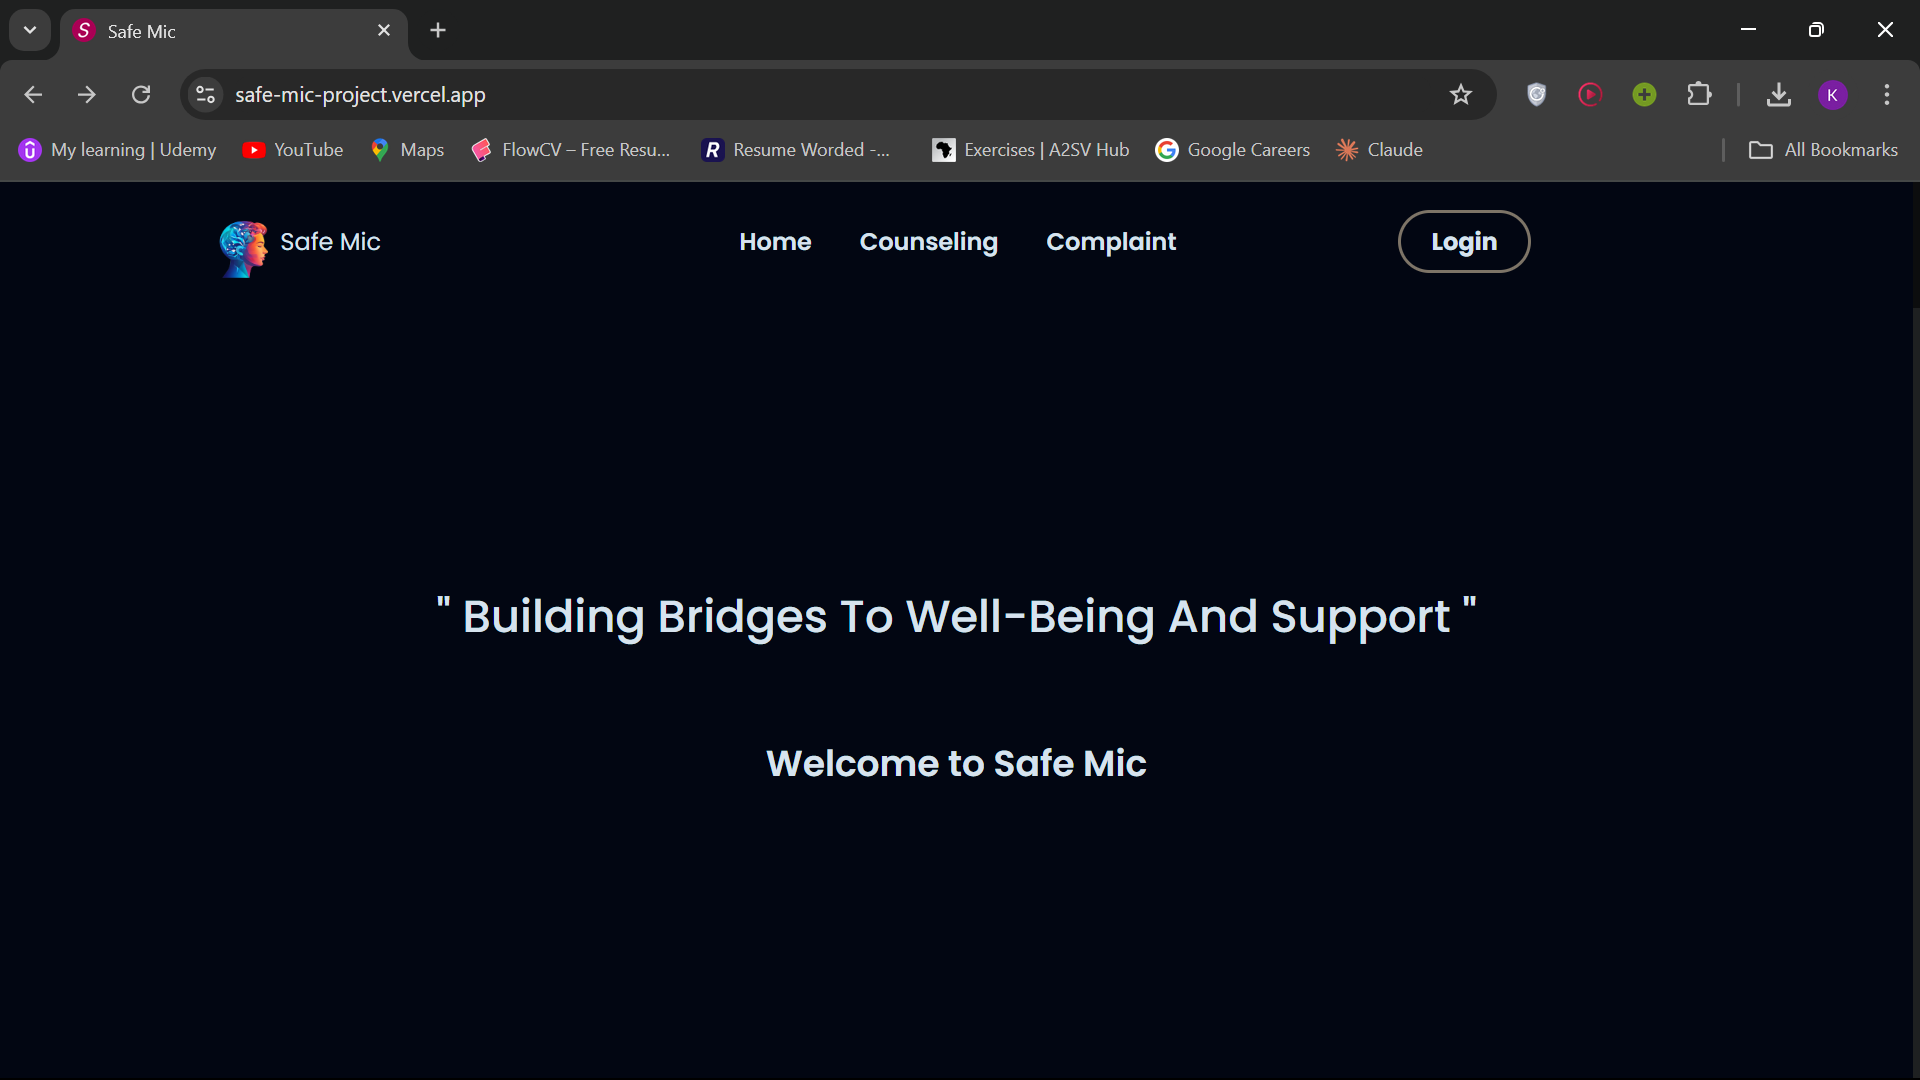 S Safe Mic
safe-mic-project.vercel.app
K
My learning | Udemy YouTube Maps FlowCV – Free Resu... R Resume Worded -... Exercises | A2SV Hub G Google Careers Claude All Bookmarks
Safe Mic Home Counseling Complaint Login
" Building Bridges To Well-Being And Support "
Welcome to Safe Mic